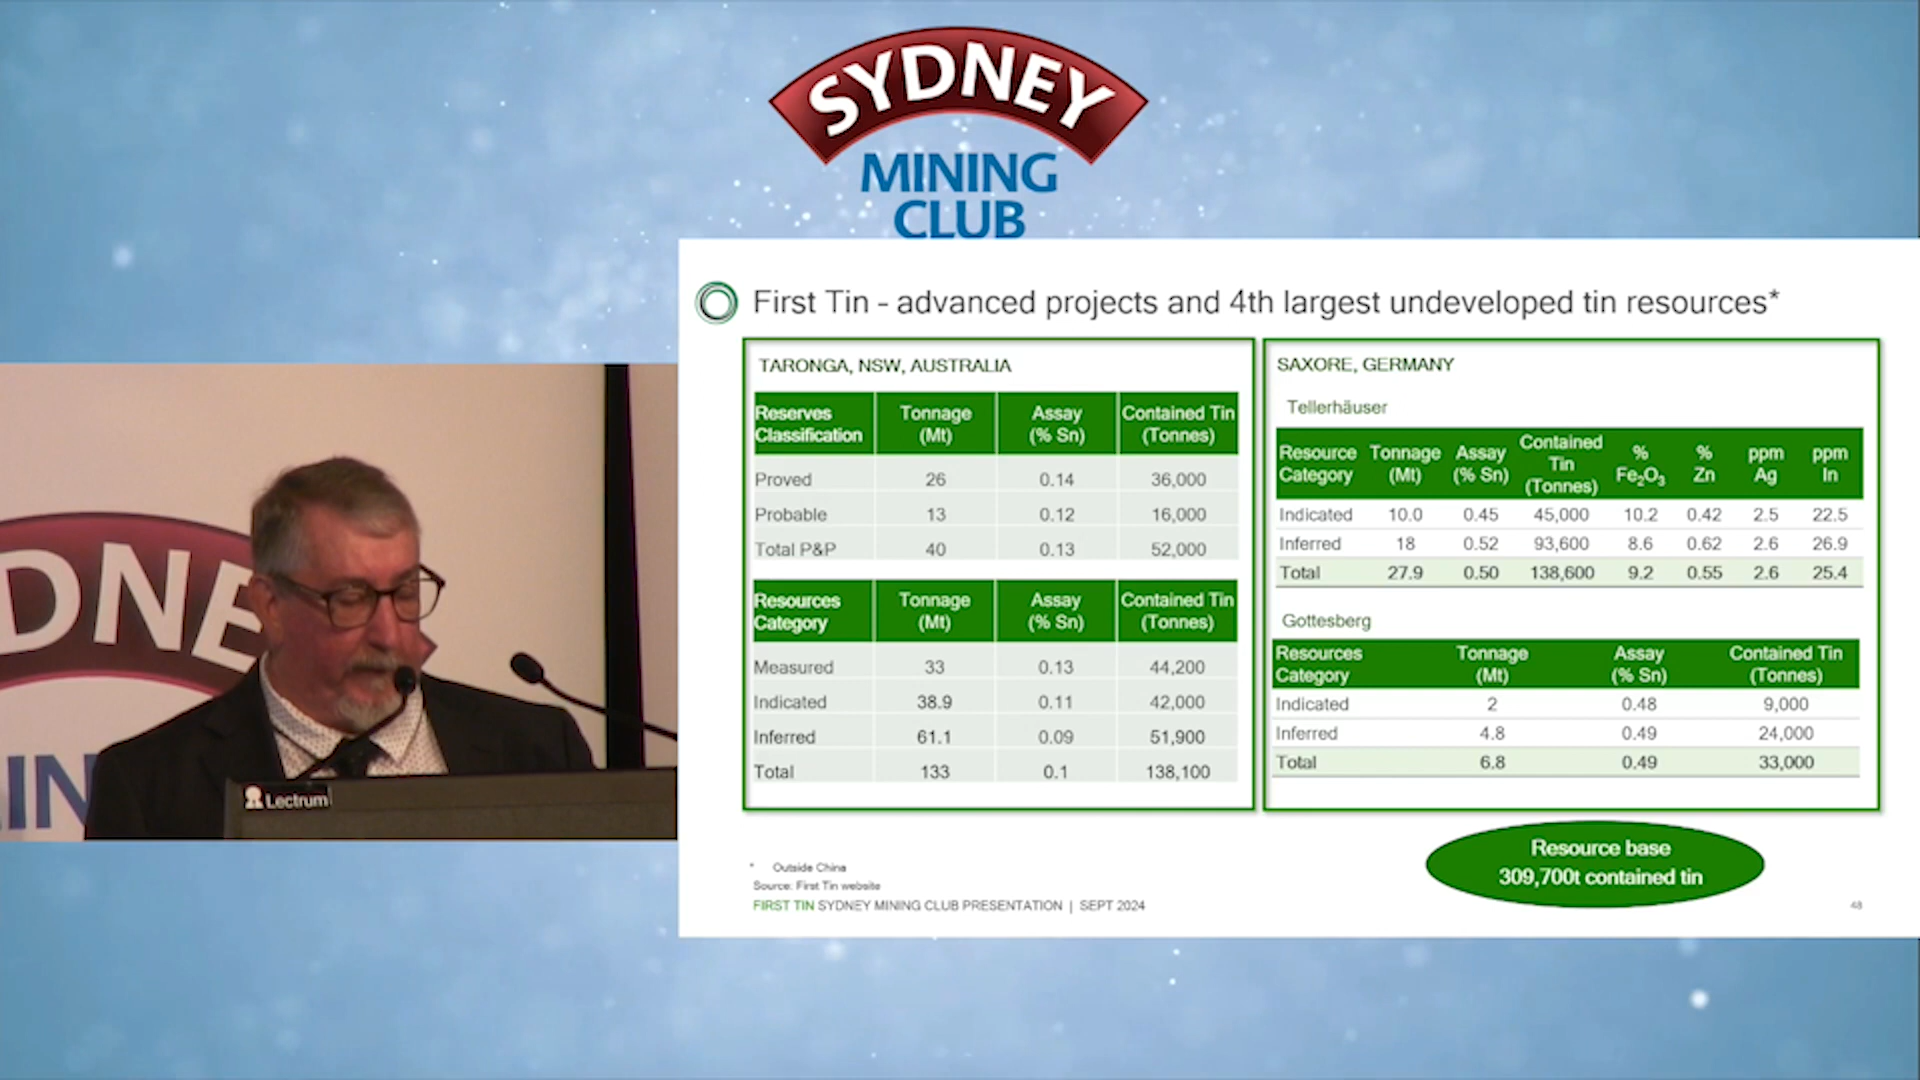 SYDNEY
MINING
CLUB
First Tin - advanced projects and 4th largest undeveloped tin resources*
TARONGA, NSW, AUSTRALIA
Reserves Classification Tonnage (Mt) Assay (% Sn) Contained Tin (Tonnes)
Proved 26 0.14 36,000
Probable 13 0.12 16,000
Total P&P 40 0.13 52,000
Resources Category Tonnage (Mt) Assay (% Sn) Contained Tin (Tonnes)
Measured 33 0.13 44,200
Indicated 38.9 0.11 42,000
Inferred 61.1 0.09 51,900
Total 133 0.1 138,100
SAXORE, GERMANY
Tellerhäuser
Resource Category Tonnage (Mt) Assay (% Sn) Contained Tin (Tonnes) % Fe₂O₃ % Zn ppm Ag ppm In
Indicated 10.0 0.45 45,000 10.2 0.42 2.5 22.5
Inferred 18 0.52 93,600 8.6 0.62 2.6 26.9
Total 27.9 0.50 138,600 9.2 0.55 2.6 25.4
Gottesberg
Resources Category Tonnage (Mt) Assay (% Sn) Contained Tin (Tonnes)
Indicated 2 0.48 9,000
Inferred 4.8 0.49 24,000
Total 6.8 0.49 33,000
Resource base
309,700t contained tin
* Outside China
Source: First Tin website
FIRST TIN SYDNEY MINING CLUB PRESENTATION | SEPT 2024
48
DNE
IN
Lectrum